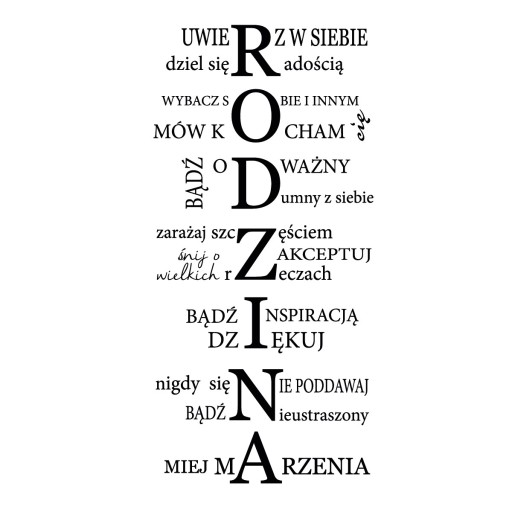 UWIERZ W SIEBIE
dziel się Radością
WYBACZ SOBIE I INNYM
MÓW KOCHAM cię
BĄDŹ ODWAŻNY
Dumny z siebie
zarażaj szcZęściem
śnij o wielkich rZeczach
AKCEPTUJ
BĄDŹ INSPIRACJĄ
DZIĘKUJ
nigdy się NIE PODDAWAJ
BĄDŹ Nieustraszony
MIEJ MARZENIA